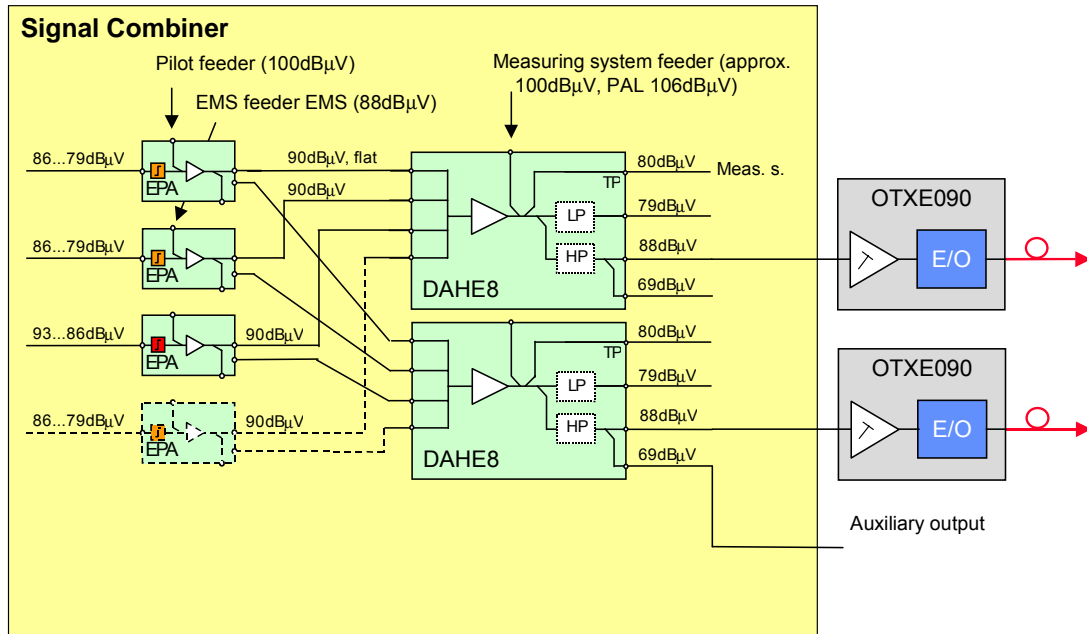 Signal Combiner
Pilot feeder (100dBµV)
EMS feeder EMS (88dBµV)
Measuring system feeder (approx.
100dBµV, PAL 106dBµV)
86...79dBµV
EPA
90dBµV, flat
90dBµV
86...79dBµV
EPA
93...86dBµV
EPA
90dBµV
86...79dBµV
EPA
90dBµV
80dBµV
Meas. s.
TP
LP
79dBµV
HP
88dBµV
69dBµV
DAHE8
80dBµV
TP
LP
79dBµV
HP
88dBµV
69dBµV
DAHE8
OTXE090
E/O
OTXE090
E/O
Auxiliary output